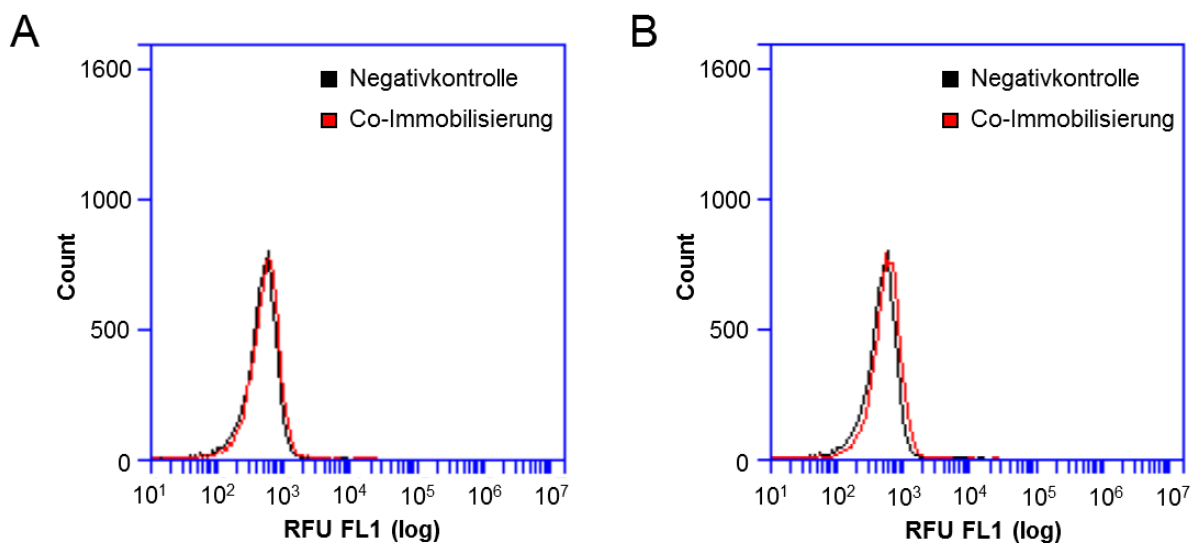 A
1600
1000
500
0
Count
Negativkontrolle
Co-Immobilisierung
10¹ 10² 10³ 10⁴ 10⁵ 10⁶ 10⁷
RFU FL1 (log)
B
1600
1000
500
0
Count
Negativkontrolle
Co-Immobilisierung
10¹ 10² 10³ 10⁴ 10⁵ 10⁶ 10⁷
RFU FL1 (log)